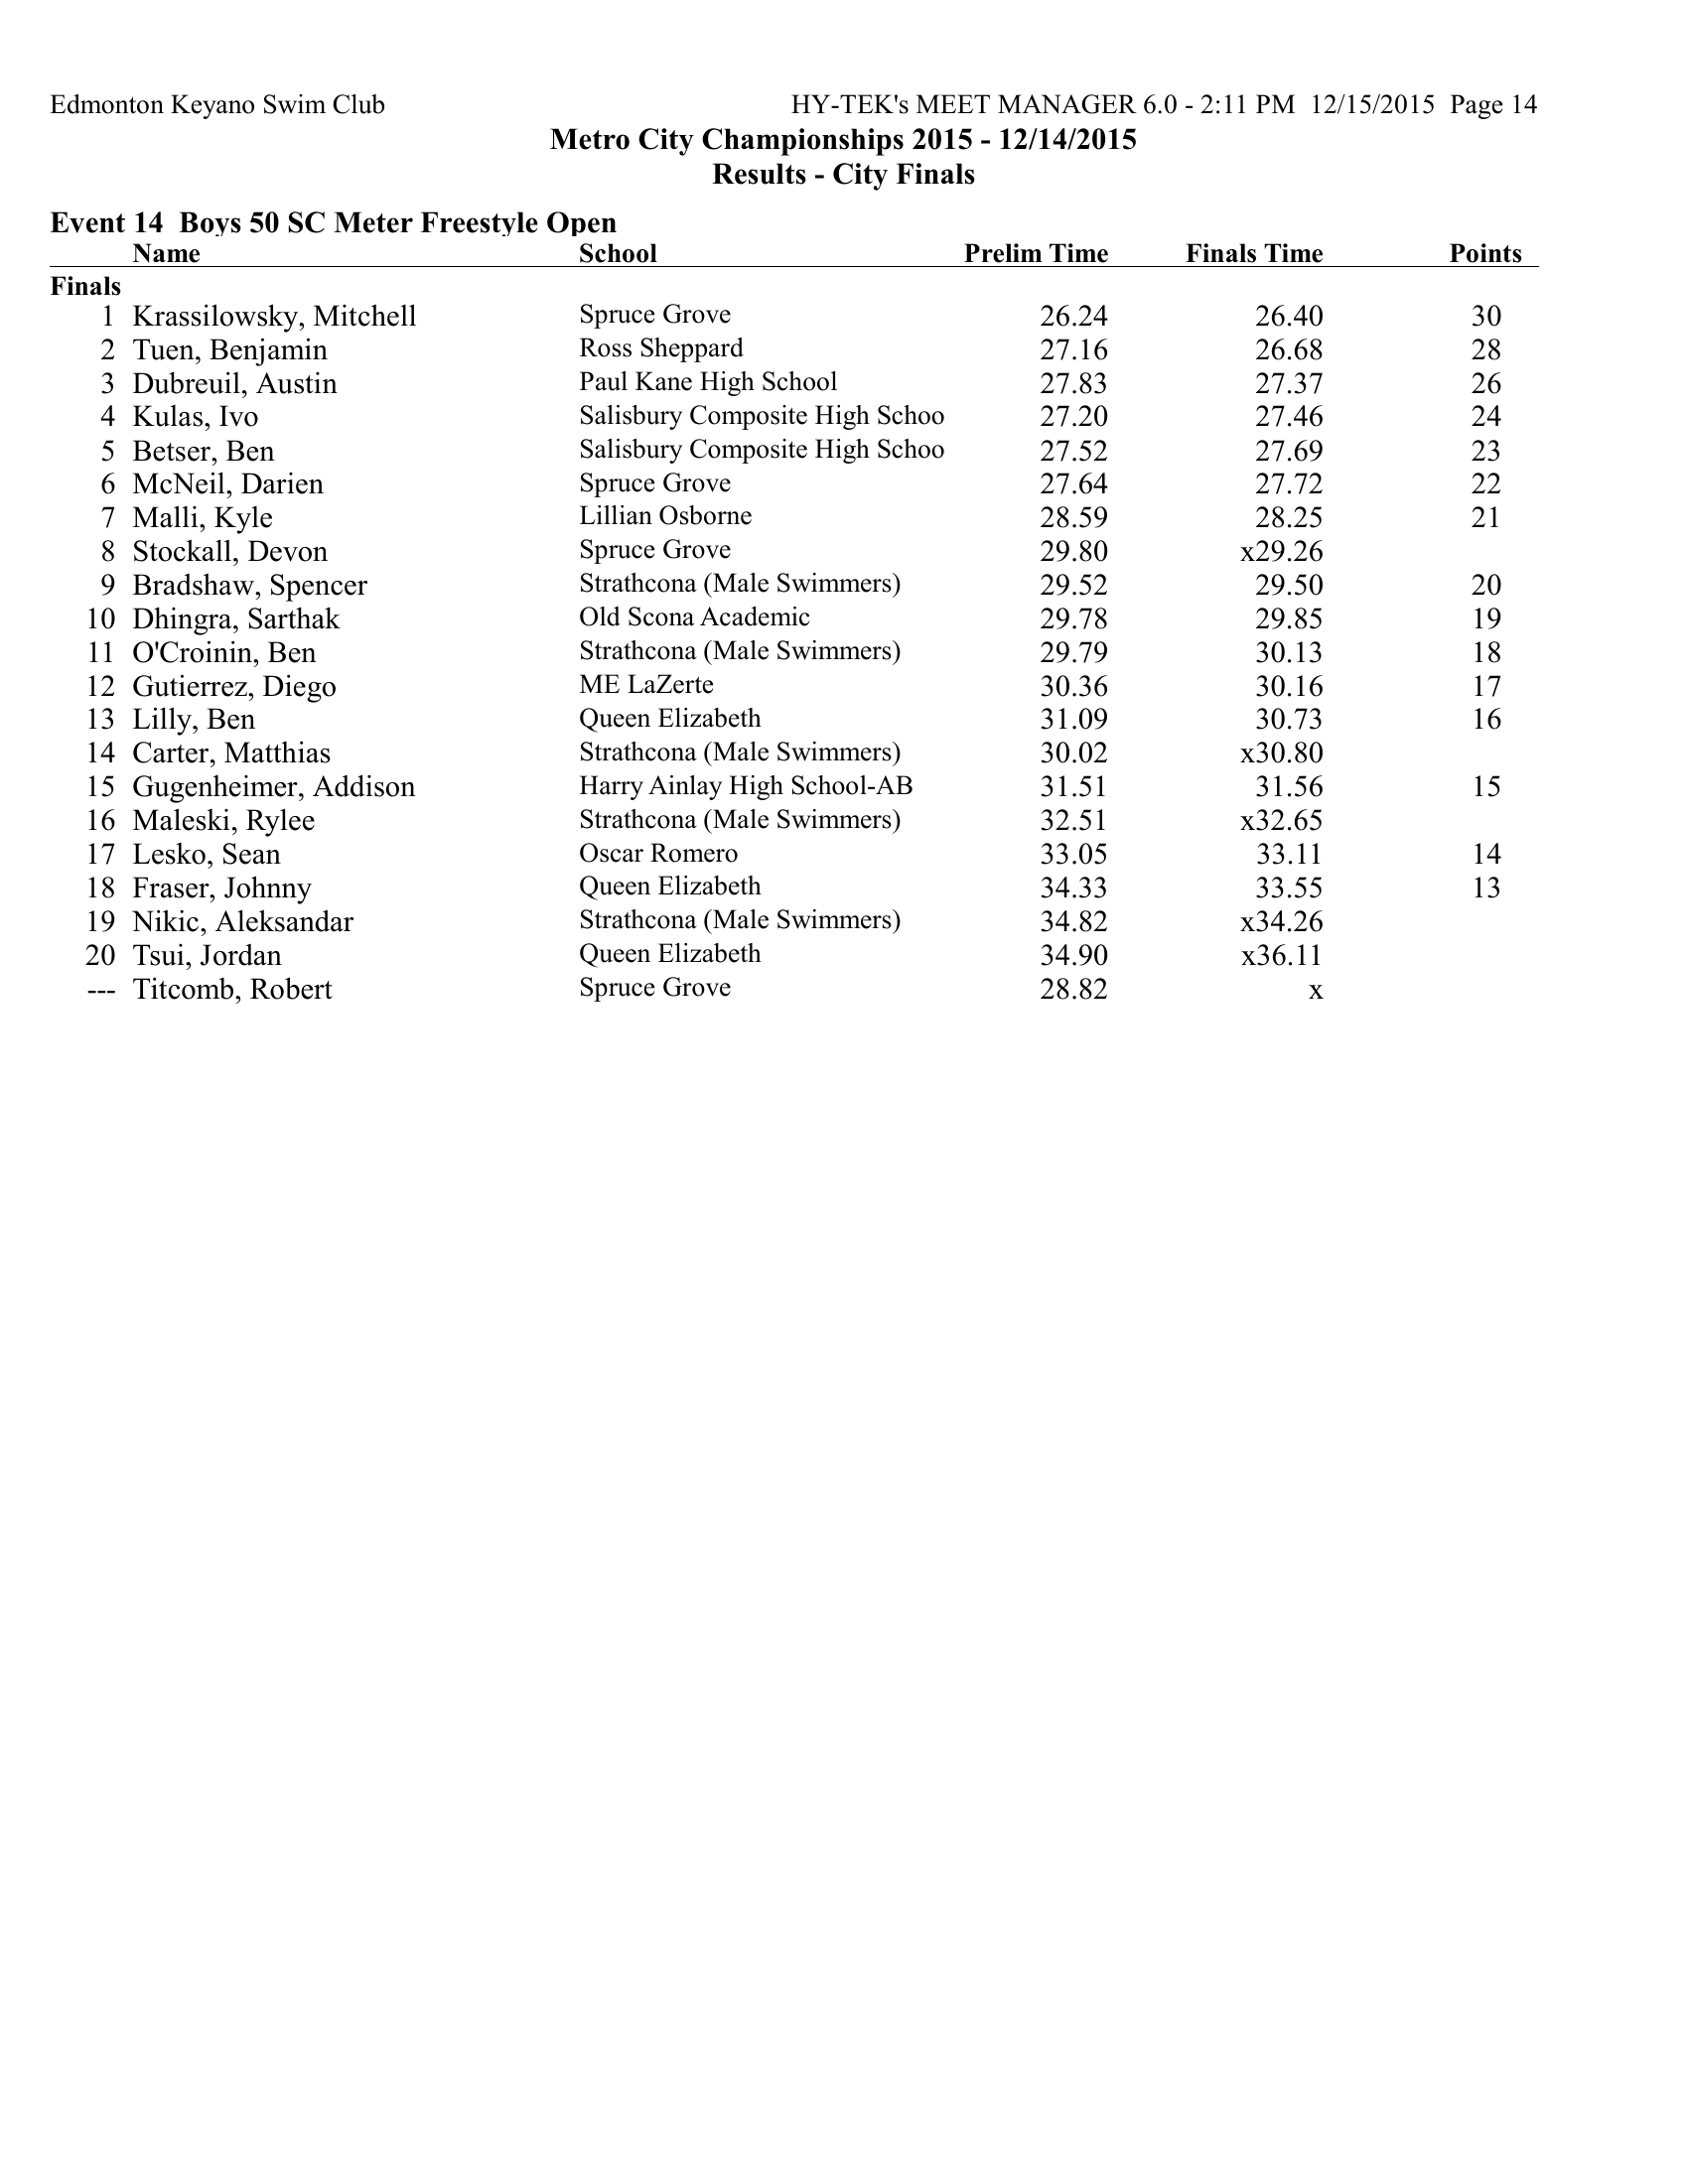 Edmonton Keyano Swim Club HY-TEK's MEET MANAGER 6.0 - 2:11 PM 12/15/2015 Page 14
Metro City Championships 2015 - 12/14/2015
Results - City Finals
Event 14 Boys 50 SC Meter Freestyle Open
Name School Prelim Time Finals Time Points
Finals
1 Krassilowsky, Mitchell Spruce Grove 26.24 26.40 30
2 Tuen, Benjamin Ross Sheppard 27.16 26.68 28
3 Dubreuil, Austin Paul Kane High School 27.83 27.37 26
4 Kulas, Ivo Salisbury Composite High Schoo 27.20 27.46 24
5 Betser, Ben Salisbury Composite High Schoo 27.52 27.69 23
6 McNeil, Darien Spruce Grove 27.64 27.72 22
7 Malli, Kyle Lillian Osborne 28.59 28.25 21
8 Stockall, Devon Spruce Grove 29.80 x29.26
9 Bradshaw, Spencer Strathcona (Male Swimmers) 29.52 29.50 20
10 Dhingra, Sarthak Old Scona Academic 29.78 29.85 19
11 O'Croinin, Ben Strathcona (Male Swimmers) 29.79 30.13 18
12 Gutierrez, Diego ME LaZerte 30.36 30.16 17
13 Lilly, Ben Queen Elizabeth 31.09 30.73 16
14 Carter, Matthias Strathcona (Male Swimmers) 30.02 x30.80
15 Gugenheimer, Addison Harry Ainlay High School-AB 31.51 31.56 15
16 Maleski, Rylee Strathcona (Male Swimmers) 32.51 x32.65
17 Lesko, Sean Oscar Romero 33.05 33.11 14
18 Fraser, Johnny Queen Elizabeth 34.33 33.55 13
19 Nikic, Aleksandar Strathcona (Male Swimmers) 34.82 x34.26
20 Tsui, Jordan Queen Elizabeth 34.90 x36.11
--- Titcomb, Robert Spruce Grove 28.82 x